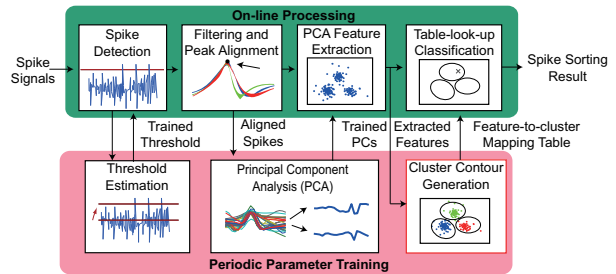 On-line Processing
Spike
Detection
Filtering and
Peak Alignment
PCA Feature
Extraction
Table-look-up
Classification
Spike
Signals
Spike Sorting
Result
Trained
Threshold
Aligned
Spikes
Trained
PCs
Extracted
Features
Feature-to-cluster
Mapping Table
Threshold
Estimation
Principal Component
Analysis (PCA)
Cluster Contour
Generation
Periodic Parameter Training